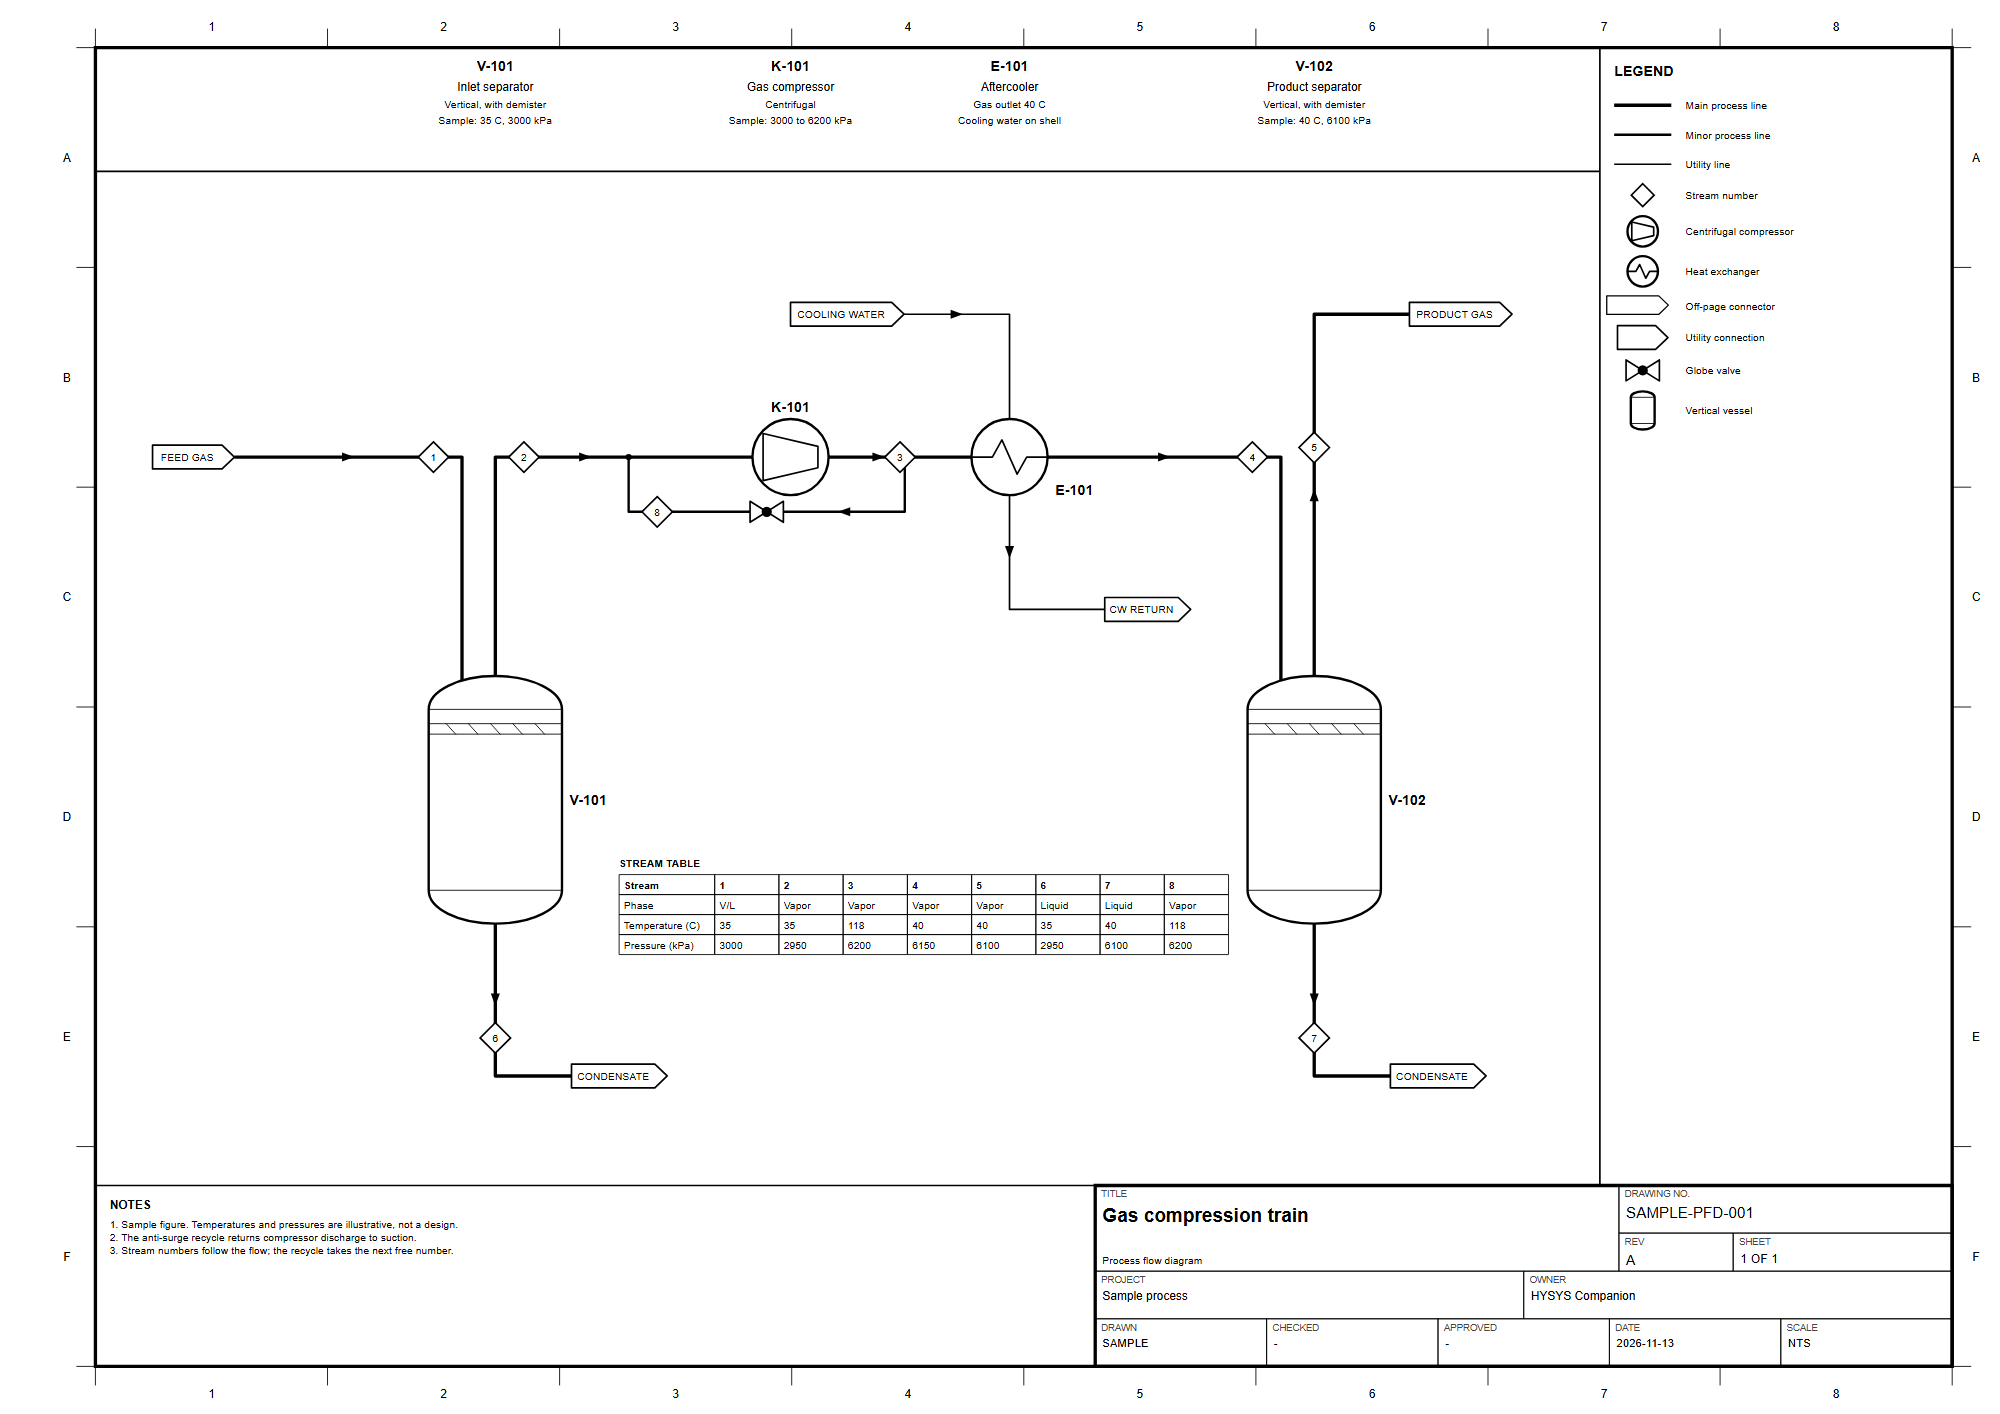 1 2 3 4 5 6 7 8
V-101
Inlet separator
Vertical, with demister
Sample: 35 C, 3000 kPa
K-101
Gas compressor
Centrifugal
Sample: 3000 to 6200 kPa
E-101
Aftercooler
Gas outlet 40 C
Cooling water on shell
V-102
Product separator
Vertical, with demister
Sample: 40 C, 6100 kPa
LEGEND
Main process line
Minor process line
Utility line
Stream number
Centrifugal compressor
Heat exchanger
Off-page connector
Utility connection
Globe valve
Vertical vessel
A A
B B
C C
D D
E E
F F
COOLING WATER
PRODUCT GAS
K-101
FEED GAS
1
2
3
4
5
E-101
8
CW RETURN
V-101
V-102
STREAM TABLE
Stream 1 2 3 4 5 6 7 8
Phase V/L Vapor Vapor Vapor Vapor Liquid Liquid Vapor
Temperature (C) 35 35 118 40 40 35 40 118
Pressure (kPa) 3000 2950 6200 6150 6100 2950 6100 6200
6
7
CONDENSATE
CONDENSATE
NOTES
1. Sample figure. Temperatures and pressures are illustrative, not a design.
2. The anti-surge recycle returns compressor discharge to suction.
3. Stream numbers follow the flow; the recycle takes the next free number.
TITLE
Gas compression train
Process flow diagram
DRAWING NO.
SAMPLE-PFD-001
REV
A
SHEET
1 OF 1
PROJECT
Sample process
OWNER
HYSYS Companion
DRAWN
SAMPLE
CHECKED
-
APPROVED
-
DATE
2026-11-13
SCALE
NTS
1 2 3 4 5 6 7 8